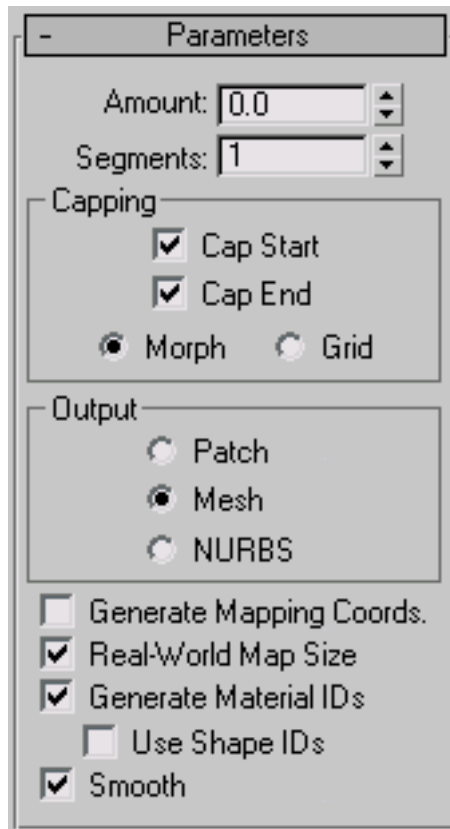 - Parameters
Amount: 0.0
Segments: 1
Capping
Cap Start
Cap End
Morph Grid
Output
Patch
Mesh
NURBS
Generate Mapping Coords.
Real-World Map Size
Generate Material IDs
Use Shape IDs
Smooth